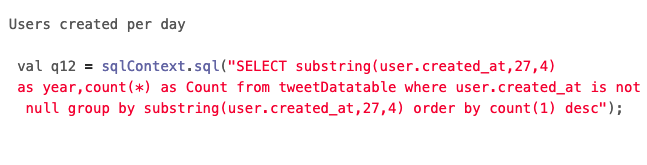 Users created per day
val q12 = sqlContext.sql("SELECT substring(user.created_at,27,4)
as year,count(*) as Count from tweetDatatable where user.created_at is not
null group by substring(user.created_at,27,4) order by count(1) desc");